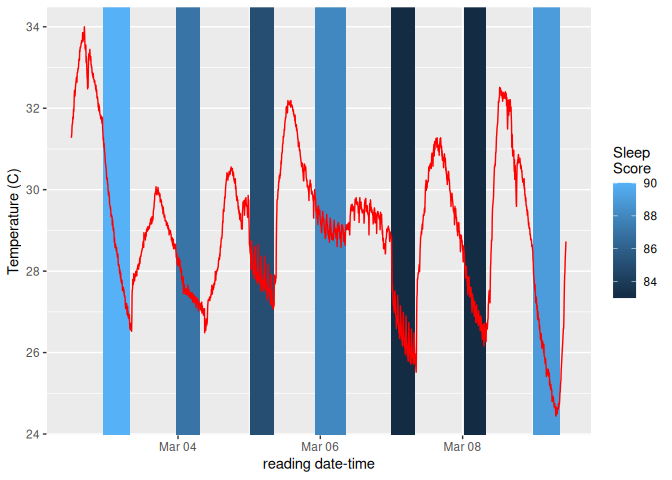 34
32
30
28
26
24
Temperature (C)
Mar 04
Mar 06
Mar 08
reading date-time
Sleep
Score
90
88
86
84